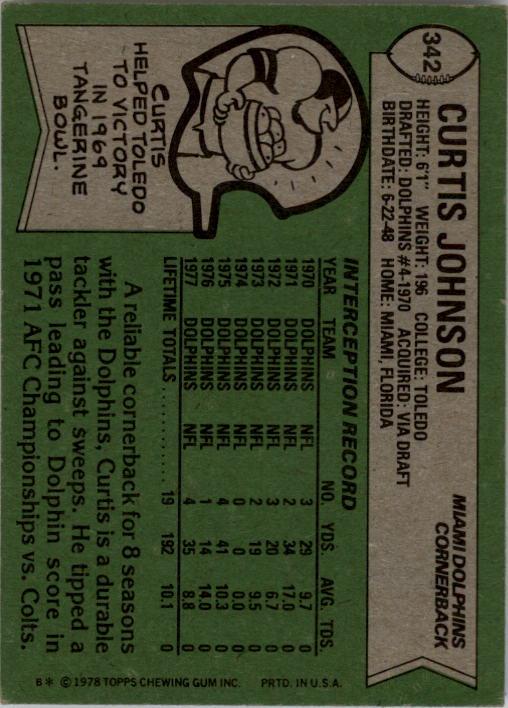 342
CURTIS JOHNSON
MIAMI DOLPHINS
CORNERBACK
HEIGHT: 6'1" WEIGHT: 196 COLLEGE: TOLEDO
DRAFTED: DOLPHINS #4-1970 ACQUIRED: VIA DRAFT
BIRTHDATE: 6-22-48 HOME: MIAMI, FLORIDA
CURTIS
HELPED TOLEDO
TO VICTORY
IN 1969
TANGERINE
BOWL.
INTERCEPTION RECORD
YEAR TEAM NO. YDS. AVG. TDS.
1970 DOLPHINS NFL 3 29 9.7 0
1971 DOLPHINS NFL 2 34 17.0 0
1972 DOLPHINS NFL 3 20 6.7 0
1973 DOLPHINS NFL 2 19 9.5 0
1974 DOLPHINS NFL 0 0 0.0 0
1975 DOLPHINS NFL 4 41 10.3 0
1976 DOLPHINS NFL 1 14 14.0 0
1977 DOLPHINS NFL 4 35 8.8 0
LIFETIME TOTALS ........... 19 192 10.1 0
A reliable cornerback for 8 seasons
with the Dolphins, Curtis is a durable
tackler against sweeps. He tipped a
pass leading to Dolphin score in
1971 AFC Championships vs. Colts.
B* © 1978 TOPPS CHEWING GUM INC. PRTD. IN U.S.A.